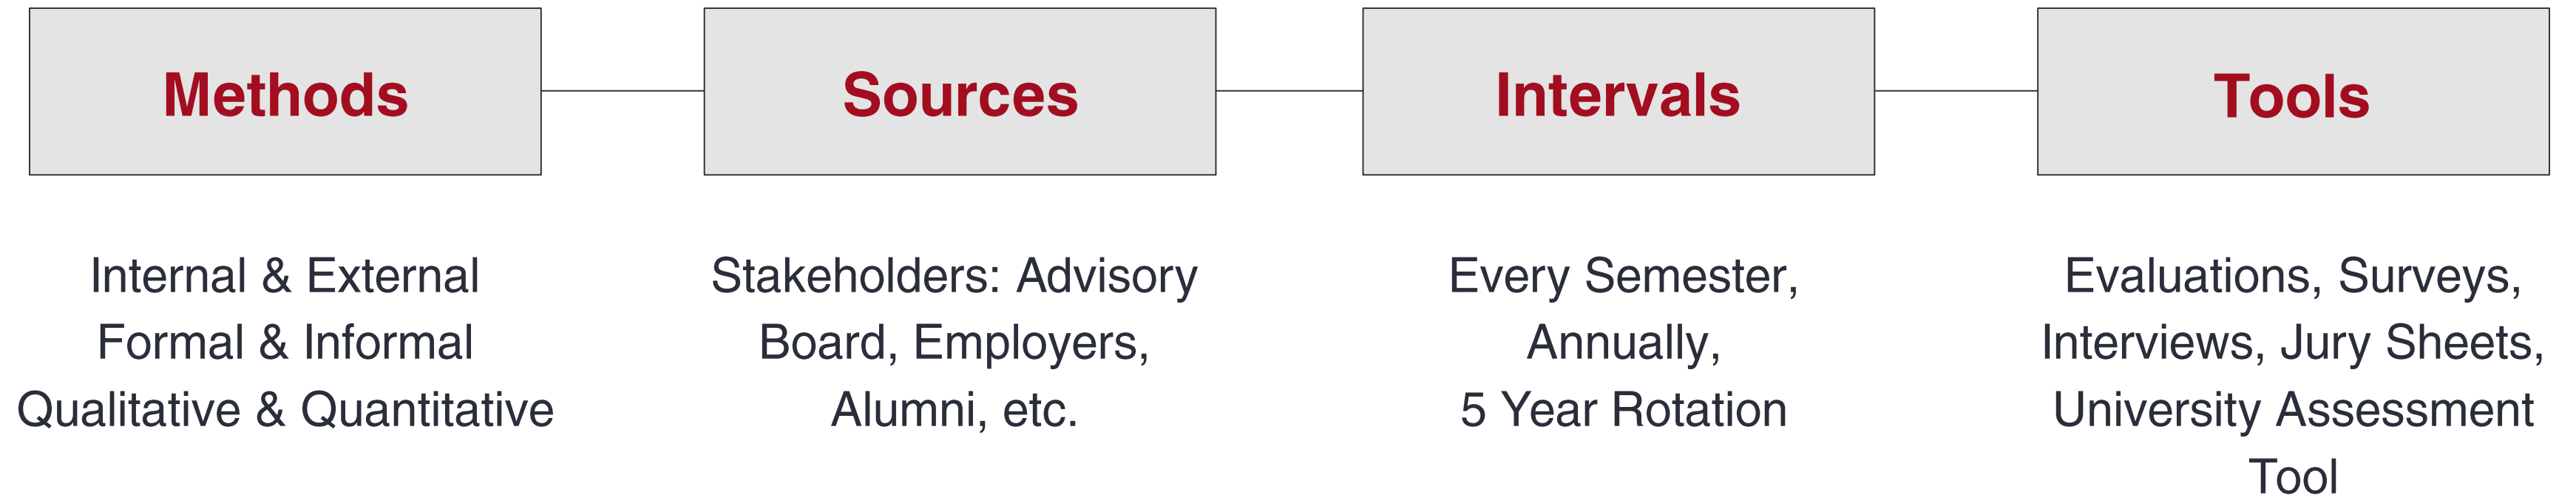 Methods
Internal & External
Formal & Informal
Qualitative & Quantitative
Sources
Stakeholders: Advisory
Board, Employers,
Alumni, etc.
Intervals
Every Semester,
Annually,
5 Year Rotation
Tools
Evaluations, Surveys,
Interviews, Jury Sheets,
University Assessment
Tool